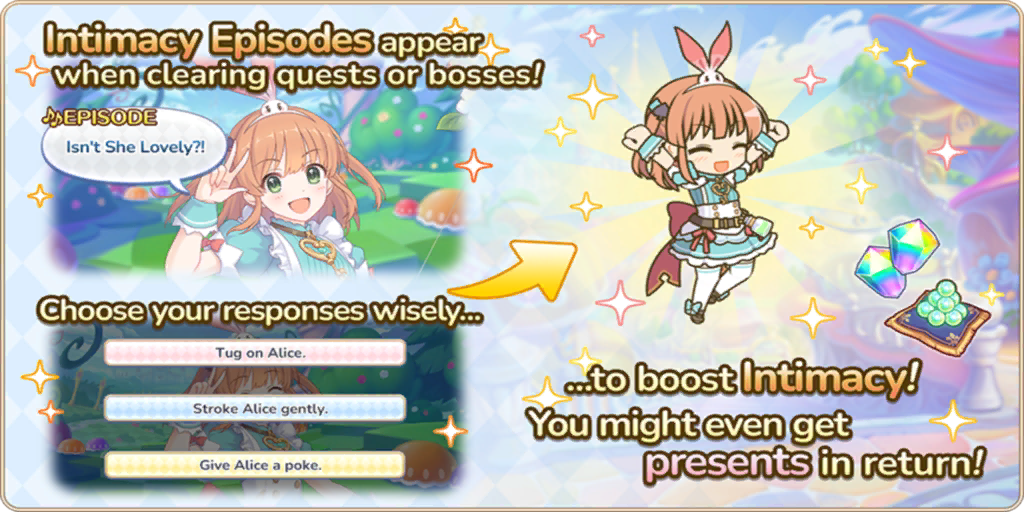 Intimacy Episodes appear
when clearing quests or bosses!
EPISODE
Isn't She Lovely?!
Choose your responses wisely...
Tug on Alice.
Stroke Alice gently.
Give Alice a poke.
...to boost Intimacy!
You might even get
presents in return!